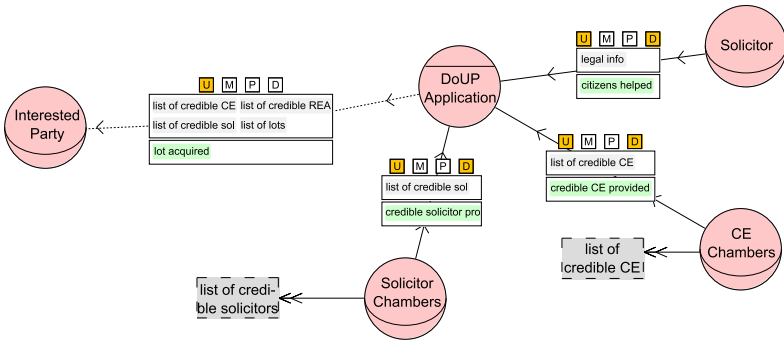 U M P D
Solicitor
legal info
citizens helped
DoUP
Application
U M P D
list of credible CE list of credible REA
list of credible sol list of lots
lot acquired
Interested
Party
U M P D
list of credible CE
credible CE provided
U M P D
list of credible sol
credible solicitor pro
CE
Chambers
list of
credible CE
Solicitor
Chambers
list of credi-
ble solicitors